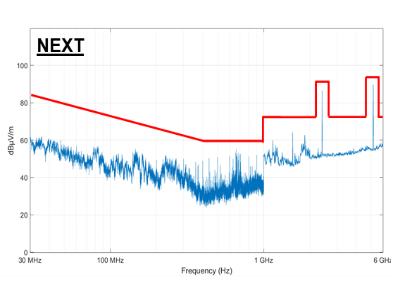 NEXT
100
80
60
40
20
0
dBμV/m
30 MHz
100 MHz
1 GHz
6 GHz
Frequency (Hz)